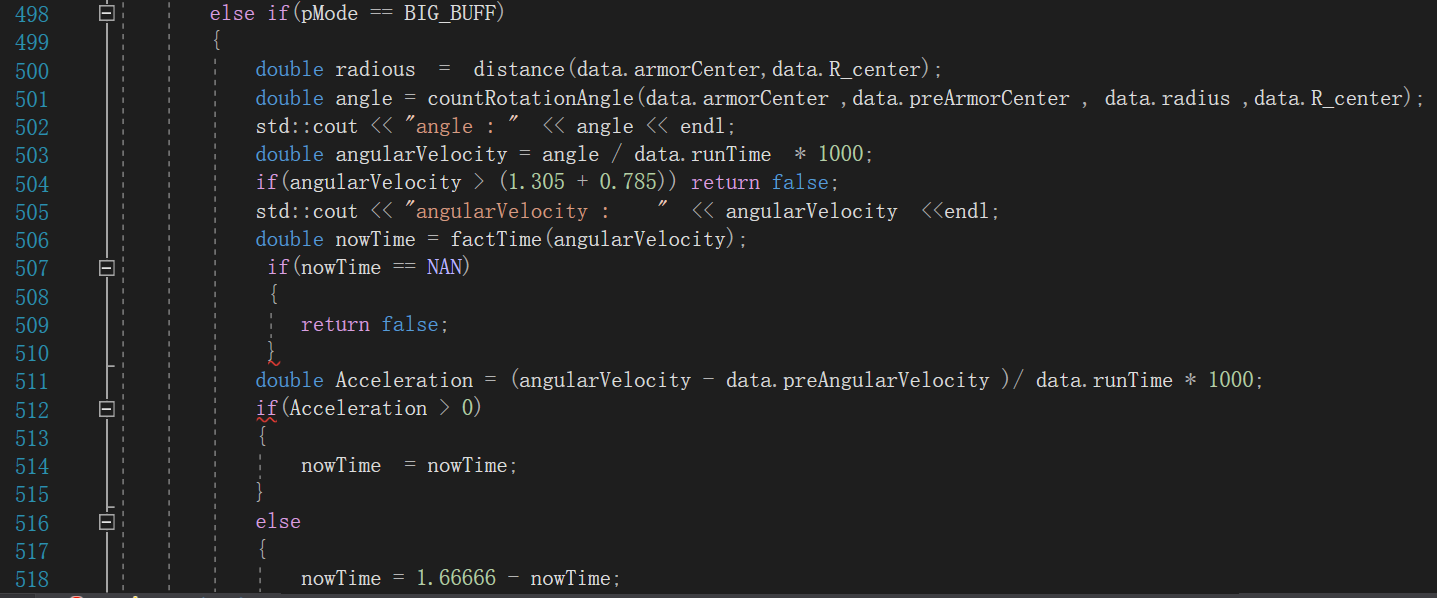 498 else if(pMode == BIG_BUFF)
499 {
500 double radious  =  distance(data.armorCenter,data.R_center);
501 double angle = countRotationAngle(data.armorCenter ,data.preArmorCenter , data.radius ,data.R_center);
502 std::cout << "angle : "  << angle << endl;
503 double angularVelocity = angle / data.runTime  * 1000;
504 if(angularVelocity > (1.305 + 0.785)) return false;
505 std::cout << "angularVelocity :    "  << angularVelocity  <<endl;
506 double nowTime = factTime(angularVelocity);
507 if(nowTime == NAN)
508 {
509 return false;
510 }
511 double Acceleration = (angularVelocity - data.preAngularVelocity )/ data.runTime * 1000;
512 if(Acceleration > 0)
513 {
514 nowTime  = nowTime;
515 }
516 else
517 {
518 nowTime = 1.66666 - nowTime;